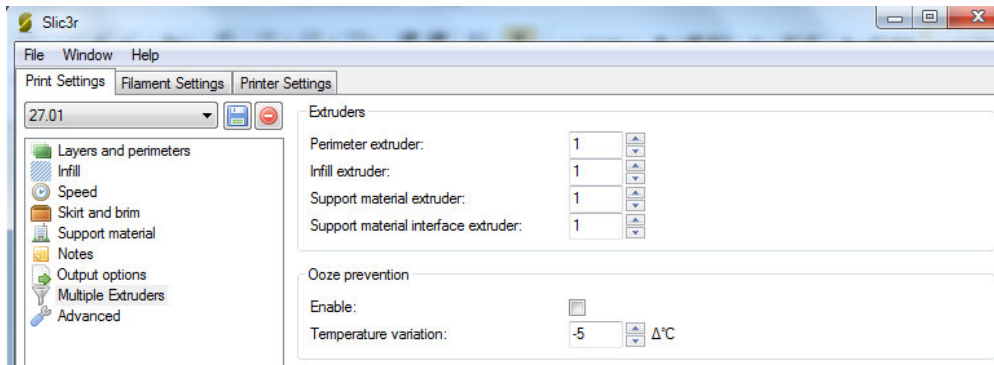 Slic3r
File Window Help
Print Settings Filament Settings Printer Settings
27.01
Layers and perimeters
Infill
Speed
Skirt and brim
Support material
Notes
Output options
Multiple Extruders
Advanced
Extruders
Perimeter extruder: 1
Infill extruder: 1
Support material extruder: 1
Support material interface extruder: 1
Ooze prevention
Enable:
Temperature variation: -5 Δ°C